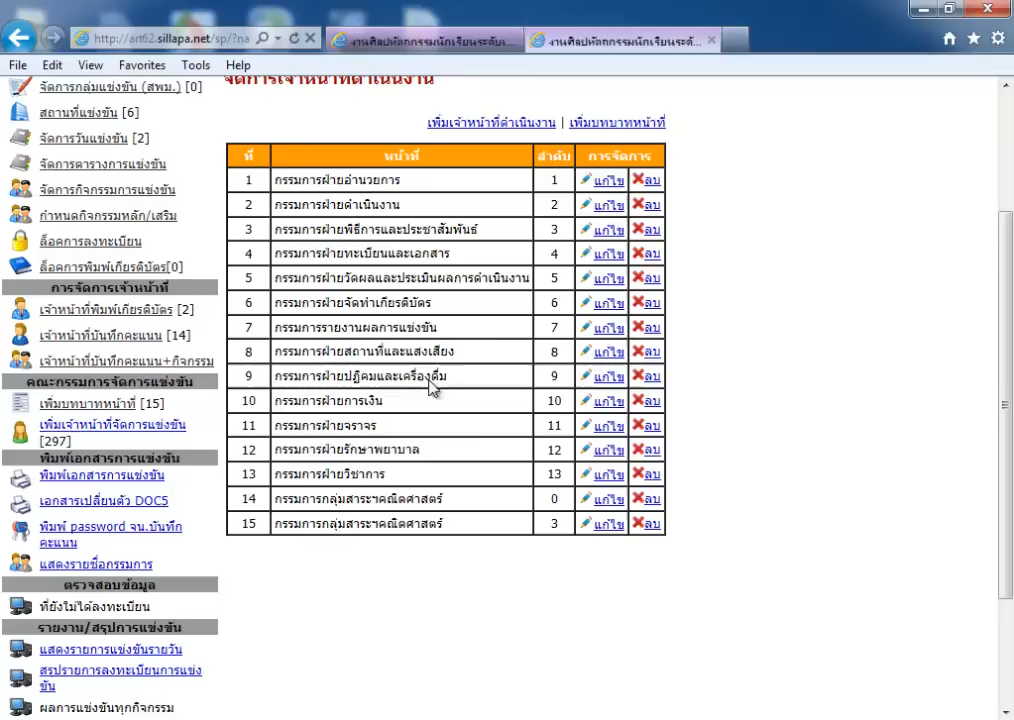 http://art62.sillapa.net/sp/?na
งานศิลปหัตถกรรมนักเรียนระดับเ...
งานศิลปหัตถกรรมนักเรียนระดั...
File Edit View Favorites Tools Help
จัดการกลุ่มแข่งขัน (สพม.) [0]
สถานที่แข่งขัน [6]
จัดการวันแข่งขัน [2]
จัดการตารางการแข่งขัน
จัดการกิจกรรมการแข่งขัน
กำหนดกิจกรรมหลัก/เสริม
ล็อคการลงทะเบียน
ล็อคการพิมพ์เกียรติบัตร[0]
การจัดการเจ้าหน้าที่
เจ้าหน้าที่พิมพ์เกียรติบัตร [2]
เจ้าหน้าที่บันทึกคะแนน [14]
เจ้าหน้าที่บันทึกคะแนน+กิจกรรม
คณะกรรมการจัดการแข่งขัน
เพิ่มบทบาทหน้าที่ [15]
เพิ่มเจ้าหน้าที่จัดการแข่งขัน
[297]
พิมพ์เอกสารการแข่งขัน
พิมพ์เอกสารการแข่งขัน
เอกสารเปลี่ยนตัว DOC5
พิมพ์ password จน.บันทึก
คะแนน
แสดงรายชื่อกรรมการ
ตรวจสอบข้อมูล
ที่ยังไม่ได้ลงทะเบียน
รายงาน/สรุปการแข่งขัน
แสดงรายการแข่งขันรายวัน
สรุปรายการลงทะเบียนการแข่ง
ขัน
ผลการแข่งขันทุกกิจกรรม
จัดการเจ้าหน้าที่ดำเนินงาน
เพิ่มเจ้าหน้าที่ดำเนินงาน | เพิ่มบทบาทหน้าที่
ที่ หน้าที่ ลำดับ การจัดการ
1 กรรมการฝ่ายอำนวยการ 1 แก้ไข ลบ
2 กรรมการฝ่ายดำเนินงาน 2 แก้ไข ลบ
3 กรรมการฝ่ายพิธีการและประชาสัมพันธ์ 3 แก้ไข ลบ
4 กรรมการฝ่ายทะเบียนและเอกสาร 4 แก้ไข ลบ
5 กรรมการฝ่ายวัดผลและประเมินผลการดำเนินงาน 5 แก้ไข ลบ
6 กรรมการฝ่ายจัดทำเกียรติบัตร 6 แก้ไข ลบ
7 กรรมการรายงานผลการแข่งขัน 7 แก้ไข ลบ
8 กรรมการฝ่ายสถานที่และแสงเสียง 8 แก้ไข ลบ
9 กรรมการฝ่ายปฏิคมและเครื่องดื่ม 9 แก้ไข ลบ
10 กรรมการฝ่ายการเงิน 10 แก้ไข ลบ
11 กรรมการฝ่ายจราจร 11 แก้ไข ลบ
12 กรรมการฝ่ายรักษาพยาบาล 12 แก้ไข ลบ
13 กรรมการฝ่ายวิชาการ 13 แก้ไข ลบ
14 กรรมการกลุ่มสาระฯคณิตศาสตร์ 0 แก้ไข ลบ
15 กรรมการกลุ่มสาระฯคณิตศาสตร์ 3 แก้ไข ลบ